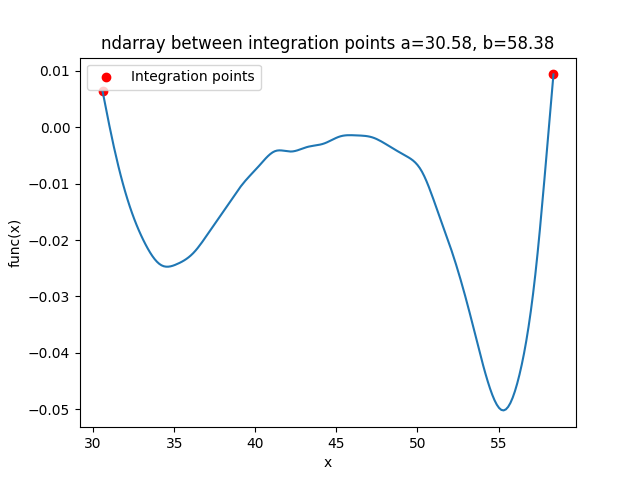 ndarray between integration points a=30.58, b=58.38
Integration points
0.01
0.00
−0.01
−0.02
−0.03
−0.04
−0.05
func(x)
30 35 40 45 50 55
x